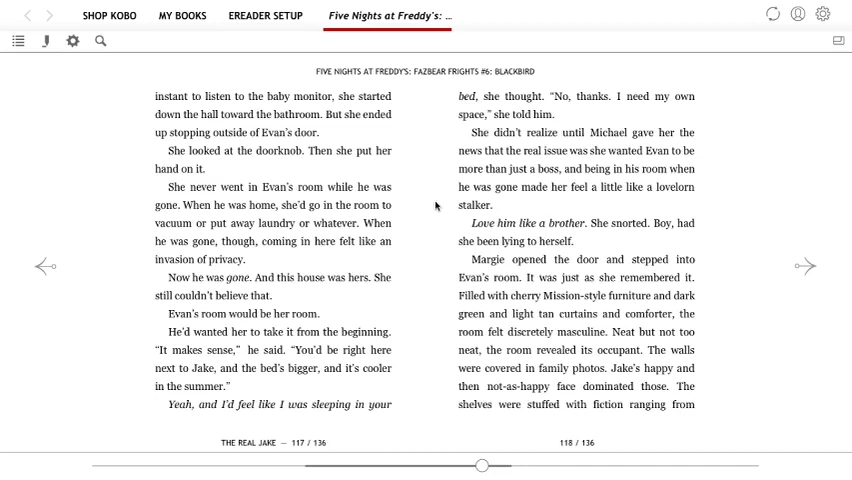 SHOP KOBO
MY BOOKS
EREADER SETUP
Five Nights at Freddy's: ...
FIVE NIGHTS AT FREDDY'S: FAZBEAR FRIGHTS #6: BLACKBIRD
instant to listen to the baby monitor, she started
down the hall toward the bathroom. But she ended
up stopping outside of Evan's door.
She looked at the doorknob. Then she put her
hand on it.
She never went in Evan's room while he was
gone. When he was home, she'd go in the room to
vacuum or put away laundry or whatever. When
he was gone, though, coming in here felt like an
invasion of privacy.
Now he was gone. And this house was hers. She
still couldn't believe that.
Evan's room would be her room.
He'd wanted her to take it from the beginning.
“It makes sense,” he said. “You'd be right here
next to Jake, and the bed's bigger, and it's cooler
in the summer.”
Yeah, and I'd feel like I was sleeping in your
THE REAL JAKE — 117 / 136
bed, she thought. “No, thanks. I need my own
space,” she told him.
She didn't realize until Michael gave her the
news that the real issue was she wanted Evan to be
more than just a boss, and being in his room when
he was gone made her feel a little like a lovelorn
stalker.
Love him like a brother. She snorted. Boy, had
she been lying to herself.
Margie opened the door and stepped into
Evan's room. It was just as she remembered it.
Filled with cherry Mission-style furniture and dark
green and light tan curtains and comforter, the
room felt discretely masculine. Neat but not too
neat, the room revealed its occupant. The walls
were covered in family photos. Jake's happy and
then not-as-happy face dominated those. The
shelves were stuffed with fiction ranging from
118 / 136